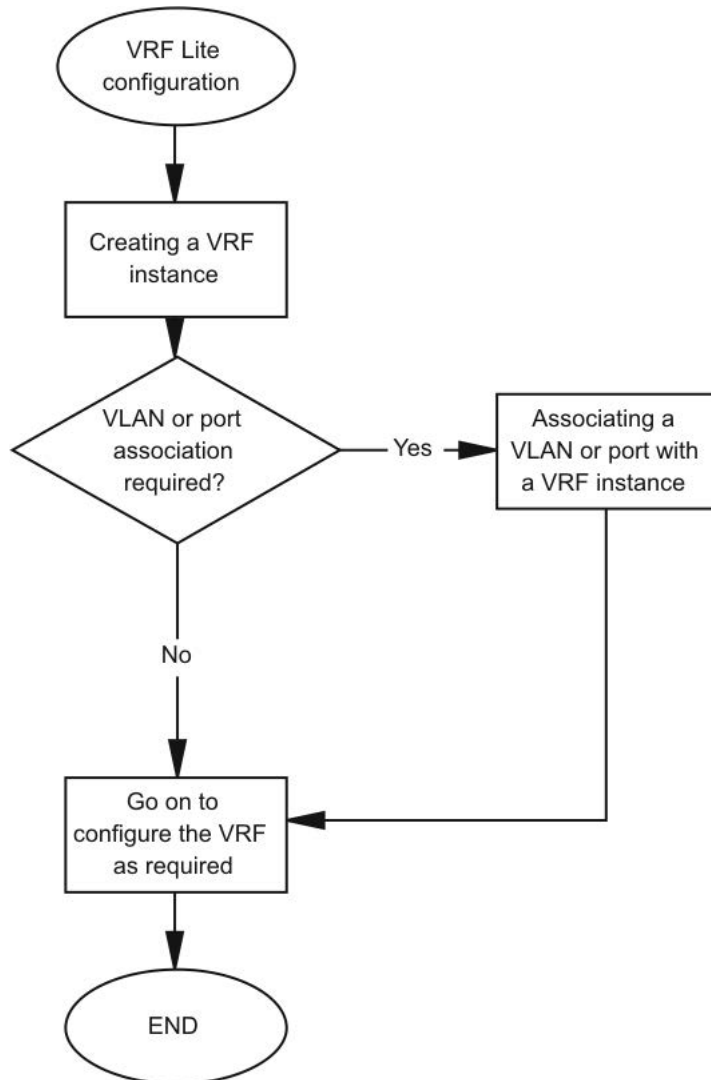 VRF Lite
configuration
Creating a VRF
instance
VLAN or port
association
required?
Yes
Associating a
VLAN or port with
a VRF instance
No
Go on to
configure the VRF
as required
END